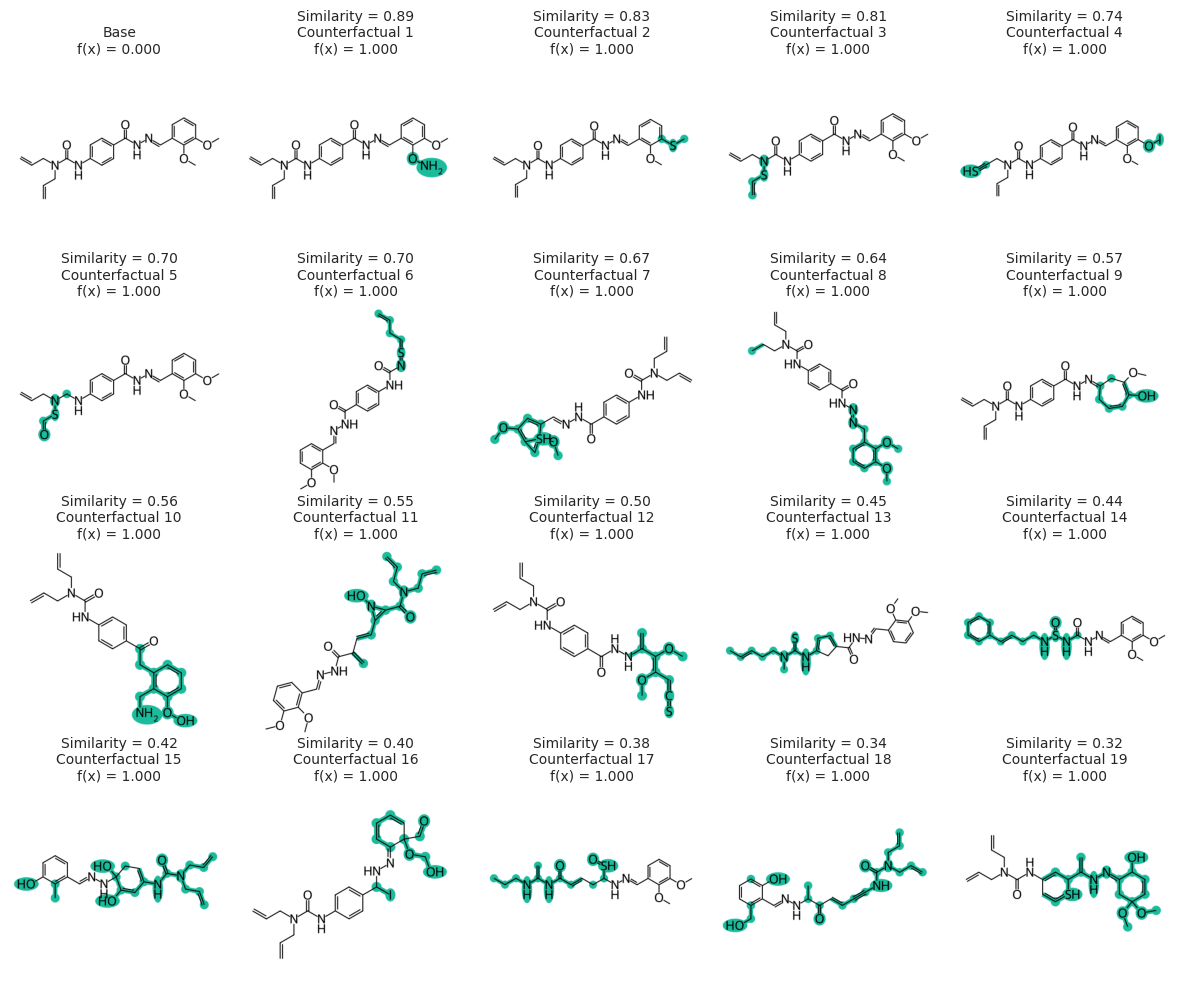 Base
f(x) = 0.000
Similarity = 0.89
Counterfactual 1
f(x) = 1.000
Similarity = 0.83
Counterfactual 2
f(x) = 1.000
Similarity = 0.81
Counterfactual 3
f(x) = 1.000
Similarity = 0.74
Counterfactual 4
f(x) = 1.000
Similarity = 0.70
Counterfactual 5
f(x) = 1.000
Similarity = 0.70
Counterfactual 6
f(x) = 1.000
Similarity = 0.67
Counterfactual 7
f(x) = 1.000
Similarity = 0.64
Counterfactual 8
f(x) = 1.000
Similarity = 0.57
Counterfactual 9
f(x) = 1.000
Similarity = 0.56
Counterfactual 10
f(x) = 1.000
Similarity = 0.55
Counterfactual 11
f(x) = 1.000
Similarity = 0.50
Counterfactual 12
f(x) = 1.000
Similarity = 0.45
Counterfactual 13
f(x) = 1.000
Similarity = 0.44
Counterfactual 14
f(x) = 1.000
Similarity = 0.42
Counterfactual 15
f(x) = 1.000
Similarity = 0.40
Counterfactual 16
f(x) = 1.000
Similarity = 0.38
Counterfactual 17
f(x) = 1.000
Similarity = 0.34
Counterfactual 18
f(x) = 1.000
Similarity = 0.32
Counterfactual 19
f(x) = 1.000